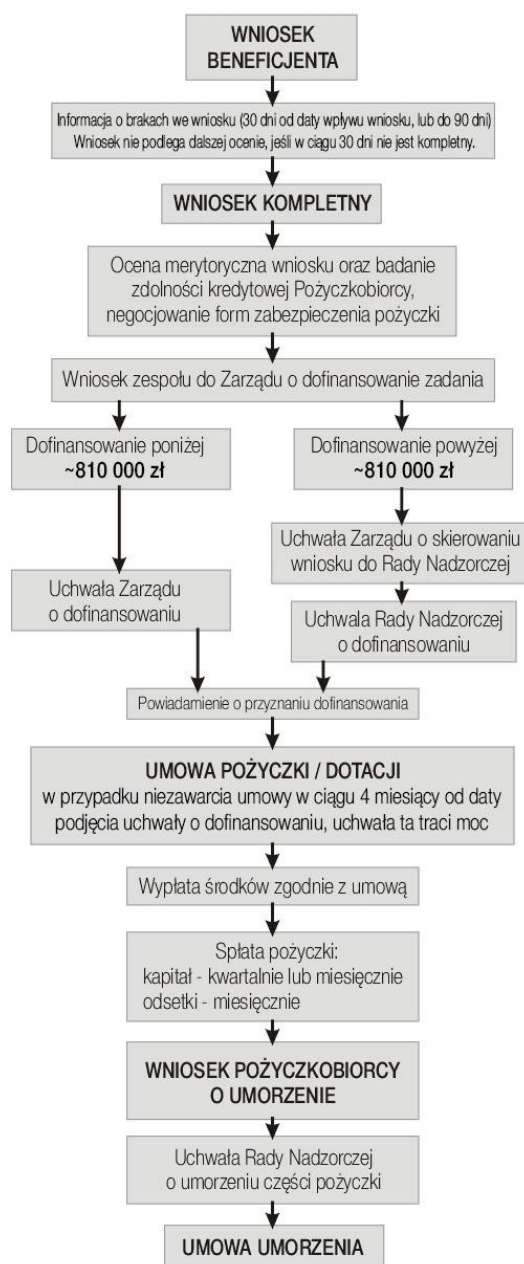 WNIOSEK
BENEFICJENTA
Informacja o brakach we wniosku (30 dni od daty wpływu wniosku, lub do 90 dni)
Wniosek nie podlega dalszej ocenie, jeśli w ciągu 30 dni nie jest kompletny.
WNIOSEK KOMPLETNY
Ocena merytoryczna wniosku oraz badanie
zdolności kredytowej Pożyczkobiorcy,
negocjowanie form zabezpieczenia pożyczki
Wniosek zespołu do Zarządu o dofinansowanie zadania
Dofinansowanie poniżej
~810 000 zł
Dofinansowanie powyżej
~810 000 zł
Uchwała Zarządu o skierowaniu
wniosku do Rady Nadzorczej
Uchwała Zarządu
o dofinansowaniu
Uchwala Rady Nadzorczej
o dofinansowaniu
Powiadamienie o przyznaniu dofinansowania
UMOWA POŻYCZKI / DOTACJI
w przypadku niezawarcia umowy w ciągu 4 miesięcy od daty
podjęcia uchwały o dofinansowaniu, uchwała ta traci moc
Wypłata środków zgodnie z umową
Spłata pożyczki:
kapitał - kwartalnie lub miesięcznie
odsetki - miesięcznie
WNIOSEK POŻYCZKOBIORCY
O UMORZENIE
Uchwała Rady Nadzorczej
o umorzeniu części pożyczki
UMOWA UMORZENIA